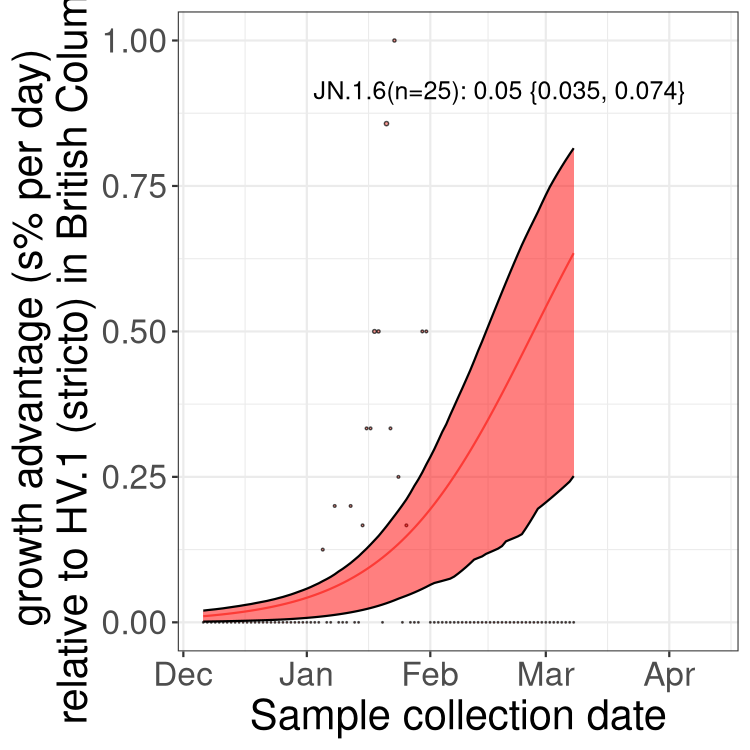 growth advantage (s% per day)
relative to HV.1 (stricto) in British Colum
1.00
0.75
0.50
0.25
0.00
JN.1.6(n=25): 0.05 {0.035, 0.074}
Dec Jan Feb Mar Apr
Sample collection date